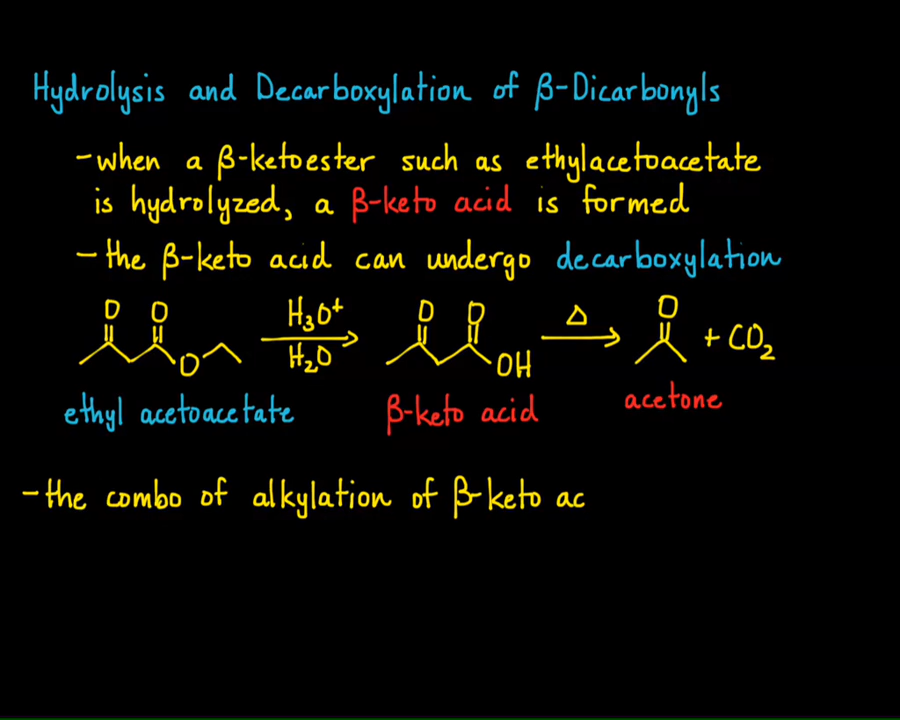 Hydrolysis and Decarboxylation of β-Dicarbonyls
-when a β-ketoester such as ethylacetoacetate
is hydrolyzed, a β-keto acid is formed
-the β-keto acid can undergo decarboxylation
O O H₃O⁺ O O Δ O
O H₂O OH + CO₂
ethyl acetoacetate β-keto acid acetone
-the combo of alkylation of β-keto ac